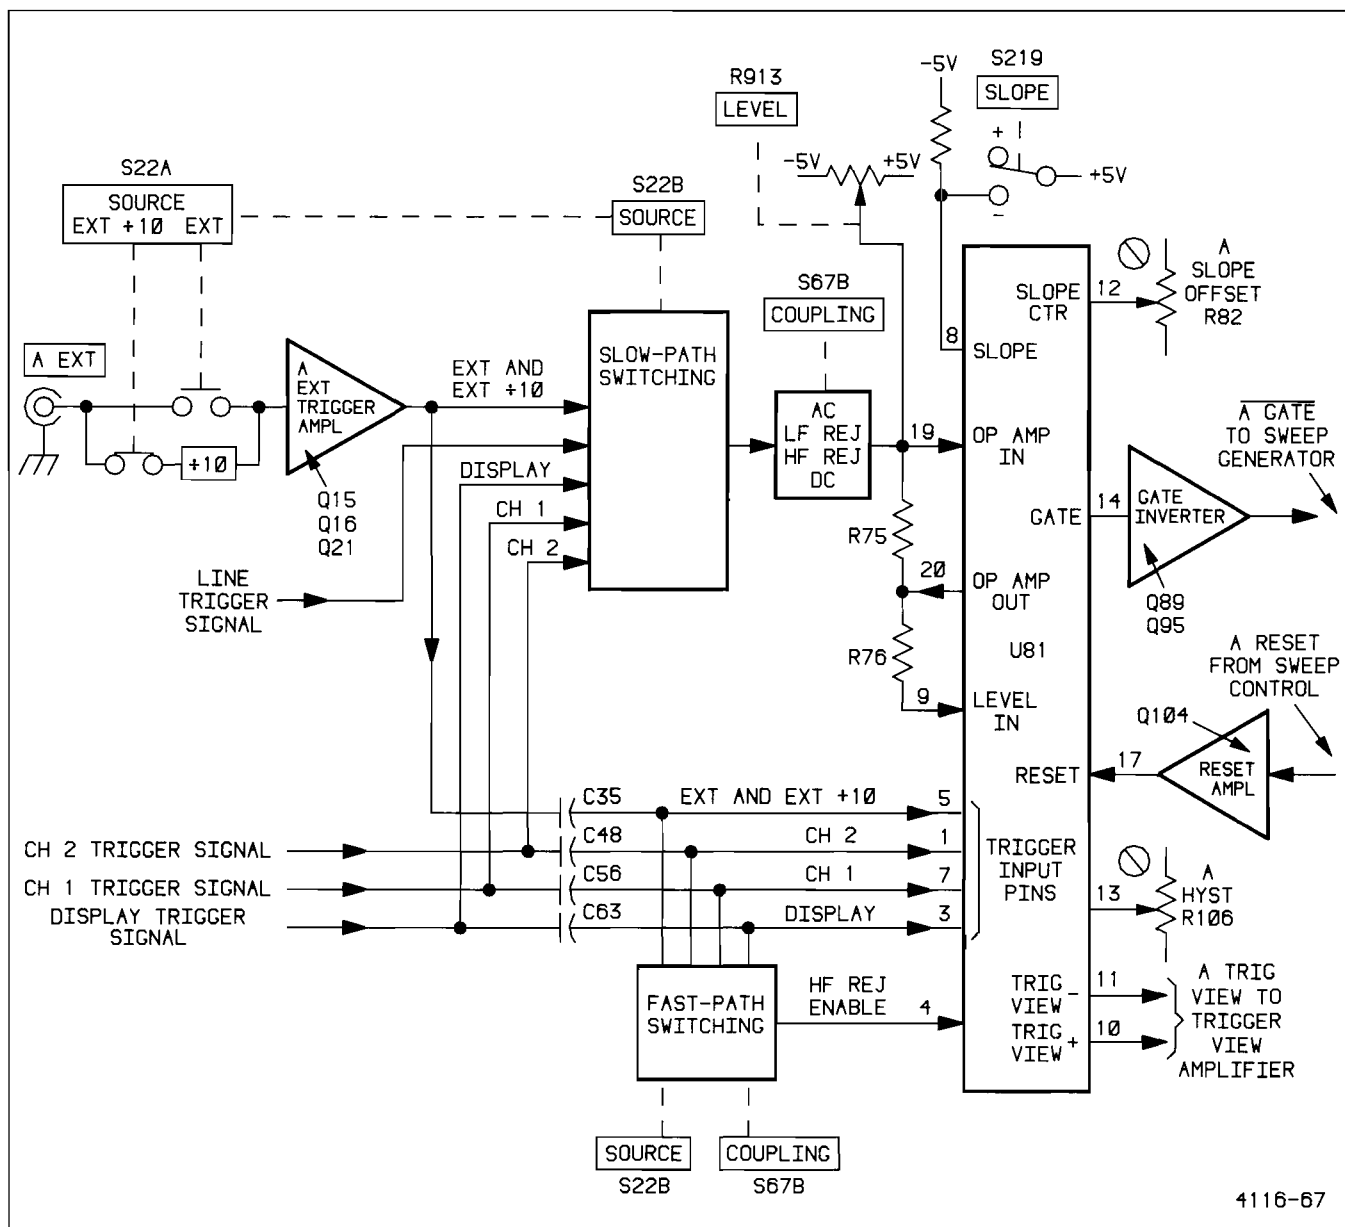 -5V
S219
SLOPE
R913
LEVEL
+
-5V
+5V
+5V
−
S22A
SOURCE
EXT ÷10 EXT
S22B
SOURCE
A
SLOPE
OFFSET
R82
SLOPE
CTR
12
S67B
COUPLING
8
SLOPE
A EXT
A
EXT
TRIGGER
AMPL
EXT AND
EXT ÷10
SLOW-PATH
SWITCHING
AC
LF REJ
HF REJ
DC
19
OP AMP
IN
A GATE
TO SWEEP
GENERATOR
÷10
DISPLAY
Q15
Q16
Q21
CH 1
CH 2
R75
GATE
14
GATE
INVERTER
LINE
TRIGGER
SIGNAL
20
OP AMP
OUT
Q89
Q95
R76
U81
A RESET
FROM SWEEP
CONTROL
9
LEVEL
IN
Q104
RESET
17
RESET
AMPL
C35
EXT AND EXT ÷10
5
CH 2 TRIGGER SIGNAL
C48
CH 2
1
TRIGGER
INPUT
PINS
CH 1 TRIGGER SIGNAL
C56
CH 1
7
DISPLAY TRIGGER
SIGNAL
C63
DISPLAY
3
13
A
HYST
R106
FAST-PATH
SWITCHING
HF REJ
ENABLE
4
TRIG
VIEW −
11
TRIG
VIEW +
10
A TRIG
VIEW TO
TRIGGER
VIEW
AMPLIFIER
SOURCE
S22B
COUPLING
S67B
4116-67